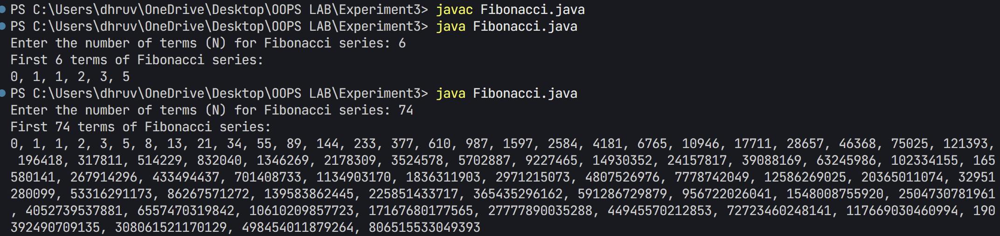 PS C:\Users\dhruv\OneDrive\Desktop\OOPS LAB\Experiment3> javac Fibonacci.java
PS C:\Users\dhruv\OneDrive\Desktop\OOPS LAB\Experiment3> java Fibonacci.java
Enter the number of terms (N) for Fibonacci series: 6
First 6 terms of Fibonacci series:
0, 1, 1, 2, 3, 5
PS C:\Users\dhruv\OneDrive\Desktop\OOPS LAB\Experiment3> java Fibonacci.java
Enter the number of terms (N) for Fibonacci series: 74
First 74 terms of Fibonacci series:
0, 1, 1, 2, 3, 5, 8, 13, 21, 34, 55, 89, 144, 233, 377, 610, 987, 1597, 2584, 4181, 6765, 10946, 17711, 28657, 46368, 75025, 121393,
 196418, 317811, 514229, 832040, 1346269, 2178309, 3524578, 5702887, 9227465, 14930352, 24157817, 39088169, 63245986, 102334155, 165
580141, 267914296, 433494437, 701408733, 1134903170, 1836311903, 2971215073, 4807526976, 7778742049, 12586269025, 20365011074, 32951
280099, 53316291173, 86267571272, 139583862445, 225851433717, 365435296162, 591286729879, 956722026041, 1548008755920, 2504730781961
, 4052739537881, 6557470319842, 10610209857723, 17167680177565, 27777890035288, 44945570212853, 72723460248141, 117669030460994, 190
392490709135, 308061521170129, 498454011879264, 806515533049393